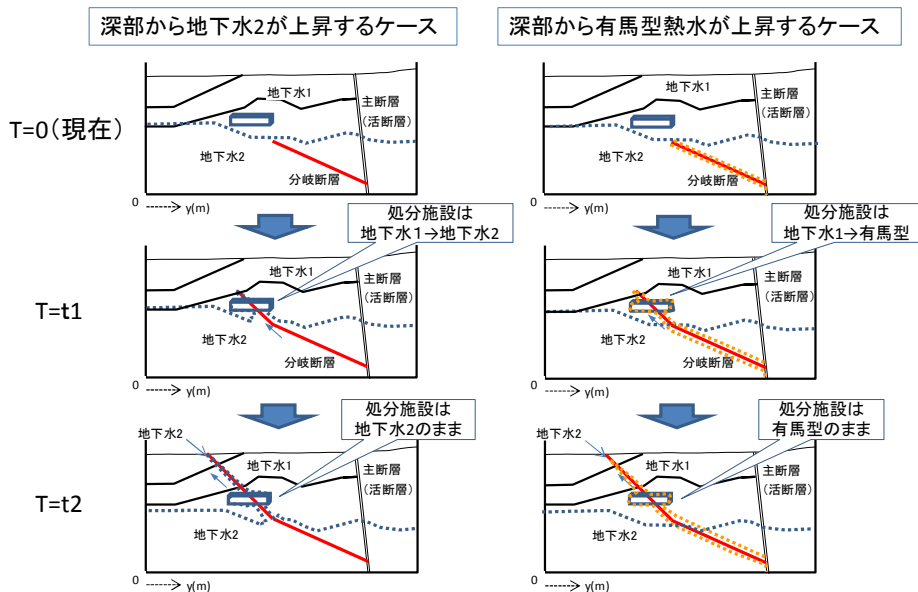 深部から地下水2が上昇するケース
深部から有馬型熱水が上昇するケース
T=0(現在)
地下水1
主断層
(活断層)
地下水2
分岐断層
0
y(m)
地下水1
主断層
(活断層)
地下水2
分岐断層
0
y(m)
T=t1
処分施設は
地下水1→地下水2
地下水1
主断層
(活断層)
地下水2
分岐断層
0
y(m)
処分施設は
地下水1→有馬型
地下水1
主断層
(活断層)
地下水2
分岐断層
0
y(m)
T=t2
処分施設は
地下水2のまま
地下水2
地下水1
主断層
(活断層)
地下水2
0
y(m)
処分施設は
有馬型のまま
地下水2
地下水1
主断層
(活断層)
地下水2
0
y(m)